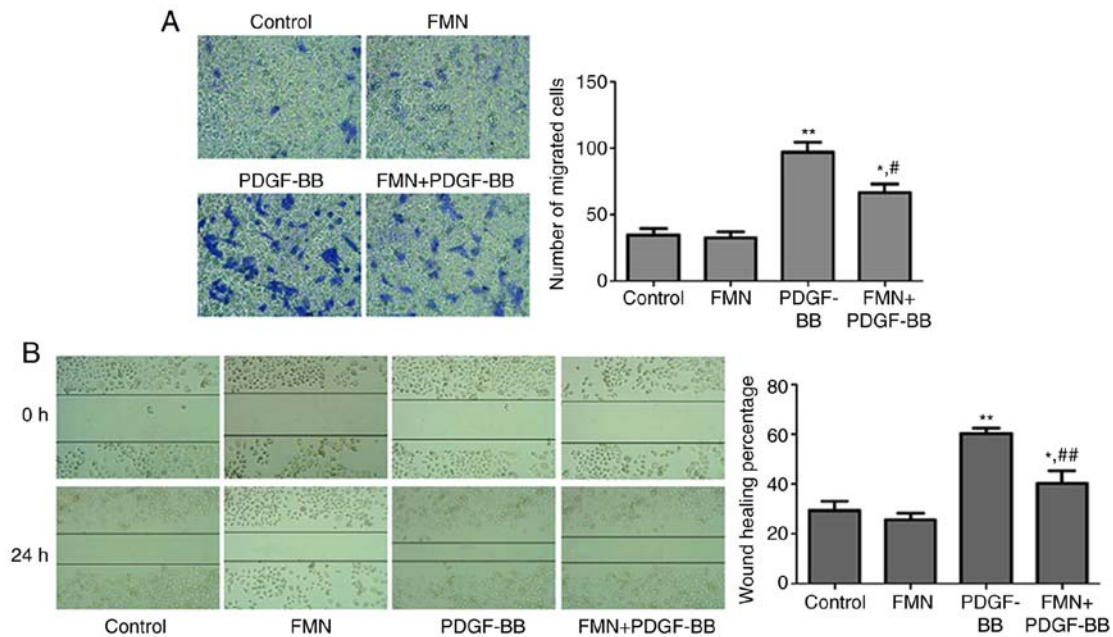 A
Control
FMN
PDGF-BB
FMN+PDGF-BB
Number of migrated cells
150
100
50
0
**
*,#
Control
FMN
PDGF-
BB
FMN+
PDGF-BB
B
0 h
24 h
Control
FMN
PDGF-BB
FMN+PDGF-BB
Wound healing percentage
80
60
40
20
0
**
*,##
Control
FMN
PDGF-
BB
FMN+
PDGF-BB